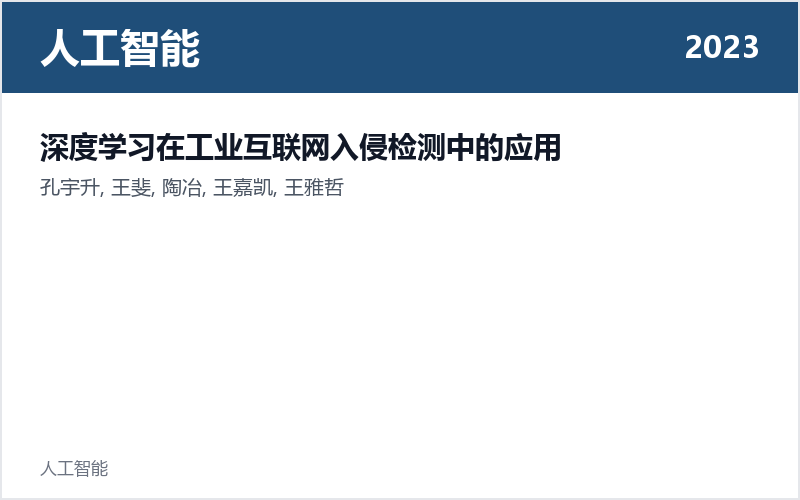 人工智能
2023
深度学习在工业互联网入侵检测中的应用
孔宇升, 王斐, 陶冶, 王嘉凯, 王雅哲
人工智能